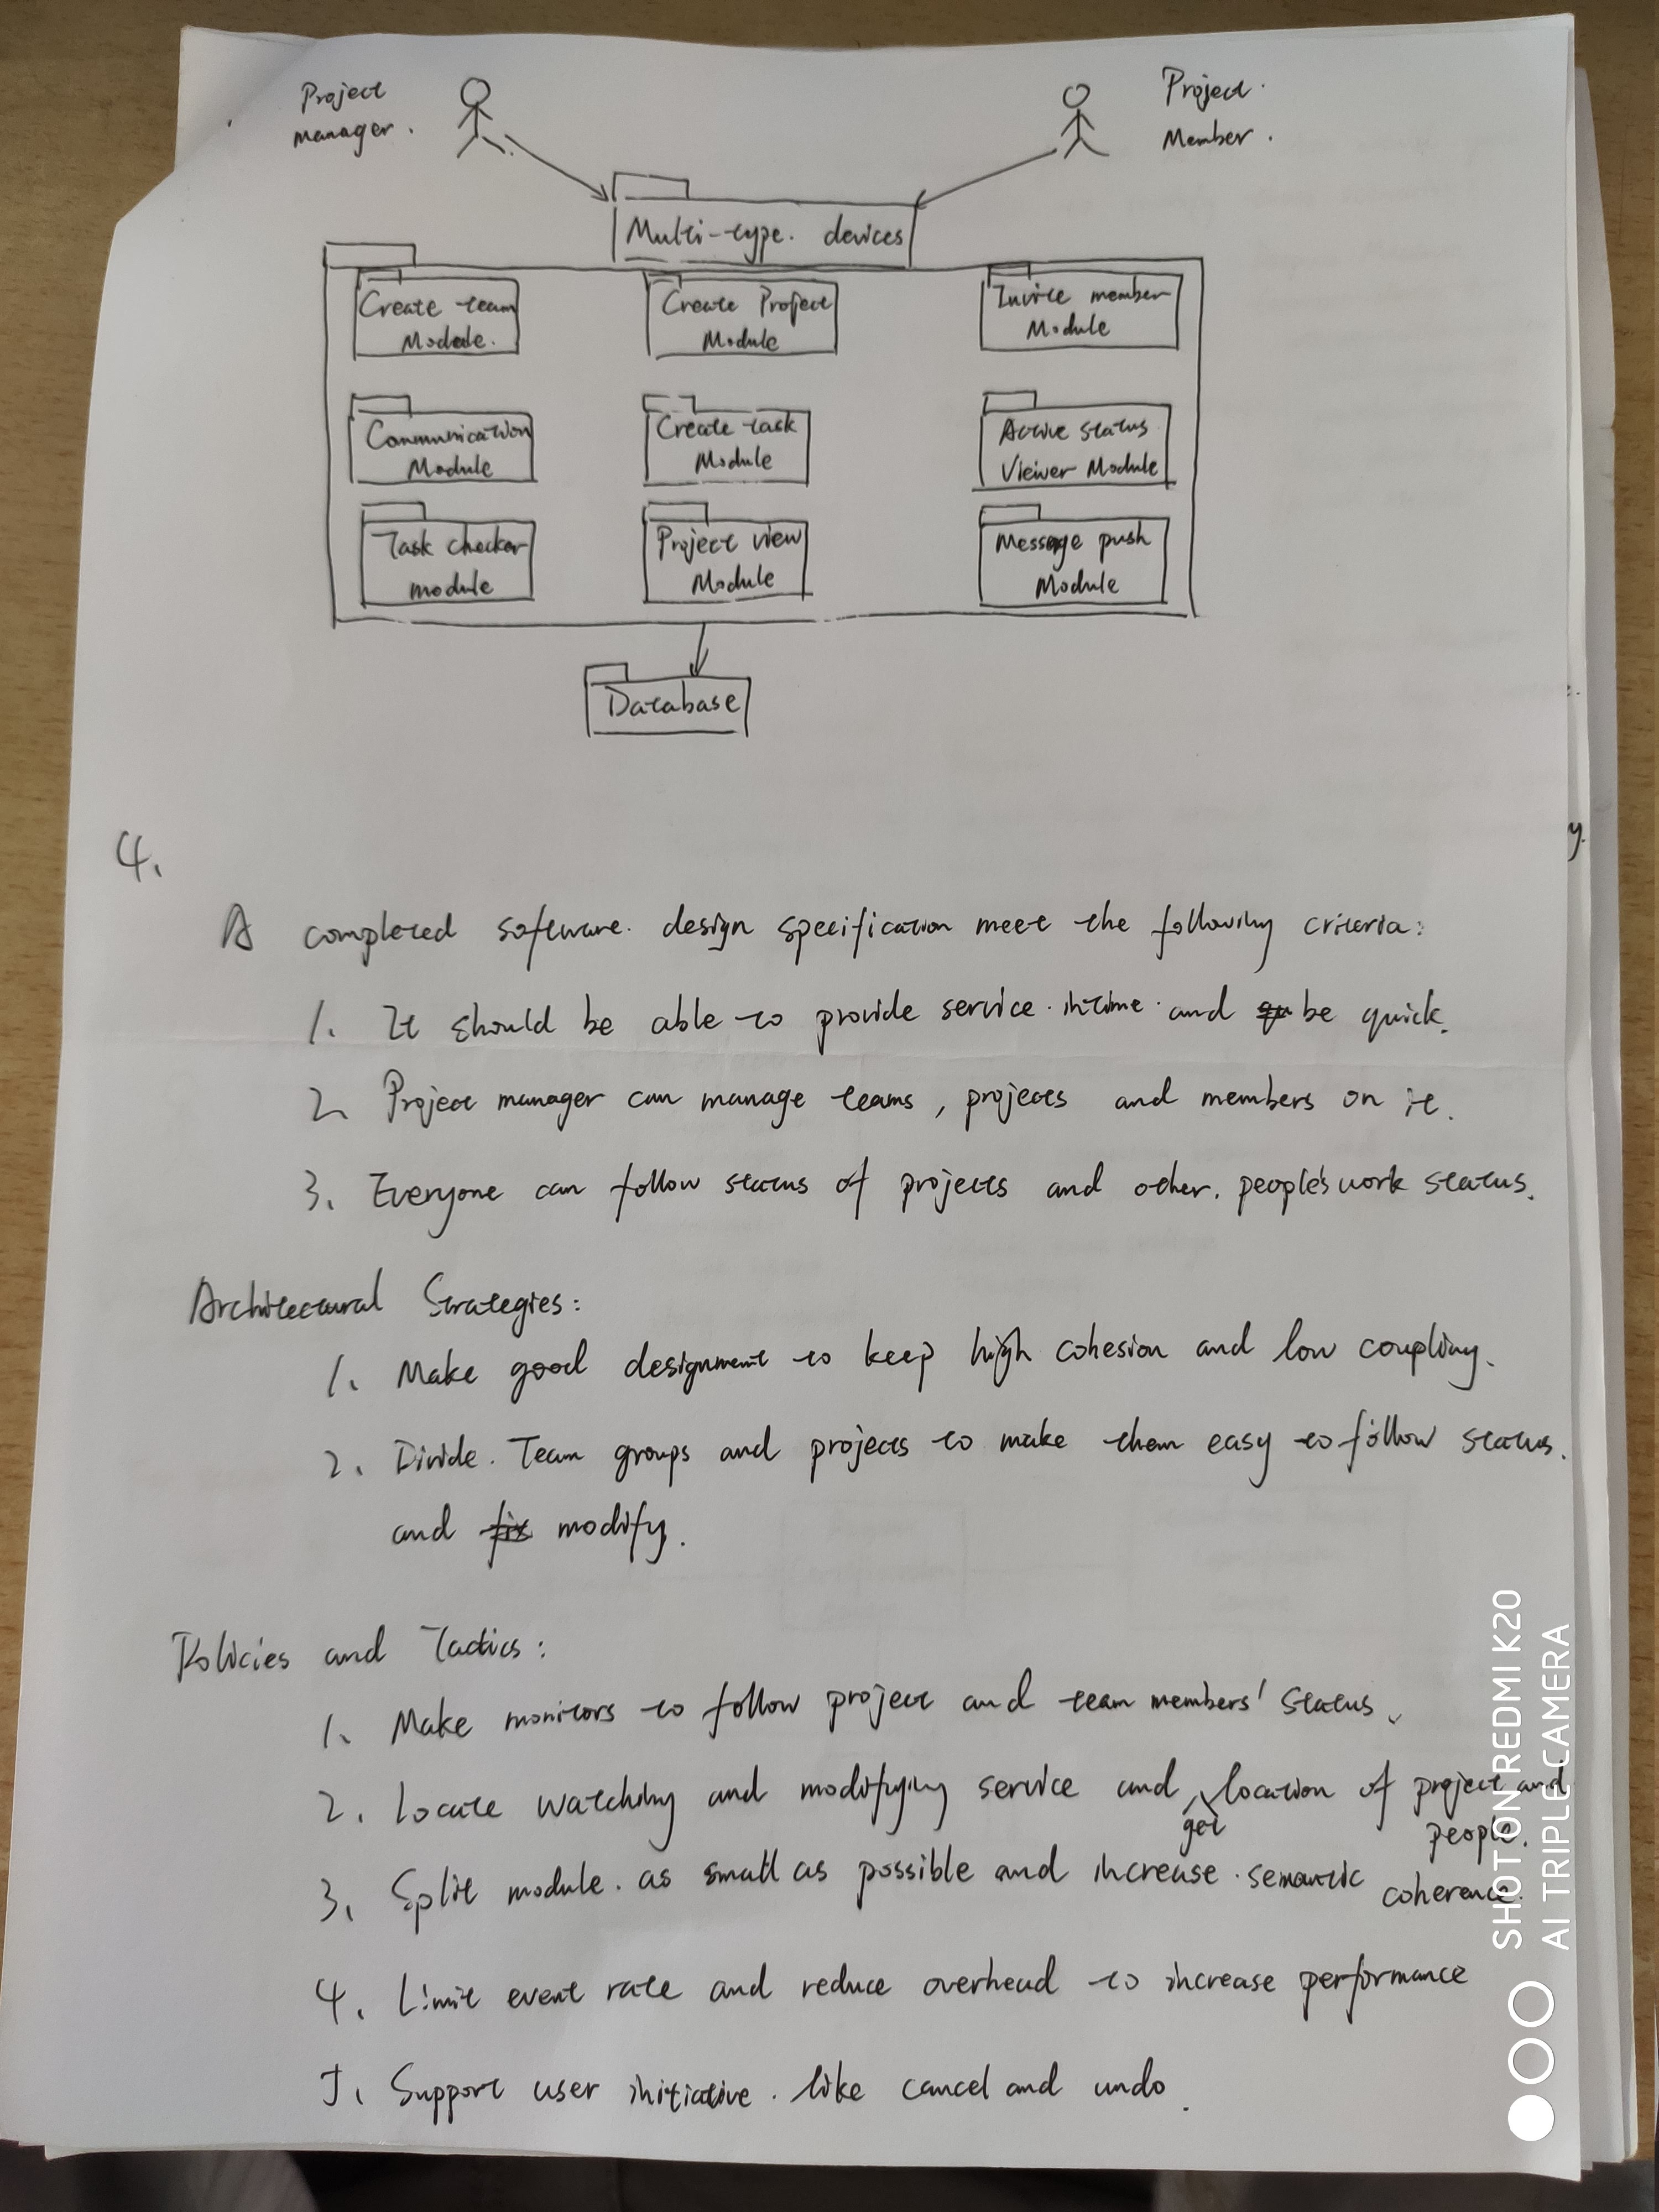 Project
manager.
Project
Member.
Multi-type. devices
Create team
Module.
Create Project
Module
Invite member
Module
Communication
Module
Create task
Module
Active status
Viewer Module
Task checker
module
Project view
Module
Message push
Module
Database
4.
A completed software. design specification meet the following criteria:
1. It should be able to provide service. intime. and be quick.
2. Project manager can manage teams, projects and members on it.
3. Everyone can follow status of projects and other. people's work status.
Architectural Strategies:
1. Make good designment to keep high cohesion and low coupling.
2. Divide. Team groups and projects to make them easy to follow status.
and fix modify.
Policies and Tactics:
1. Make monitors to follow project and team members' status.
2. Locate watching and modifying service and get location of project and
people.
3. Split module. as small as possible and increase. semantic coherence.
4. Limit event rate and reduce overhead to increase performance
5. Support user initiative. like cancel and undo.
SHOT ON REDMI K20
AI TRIPLE CAMERA